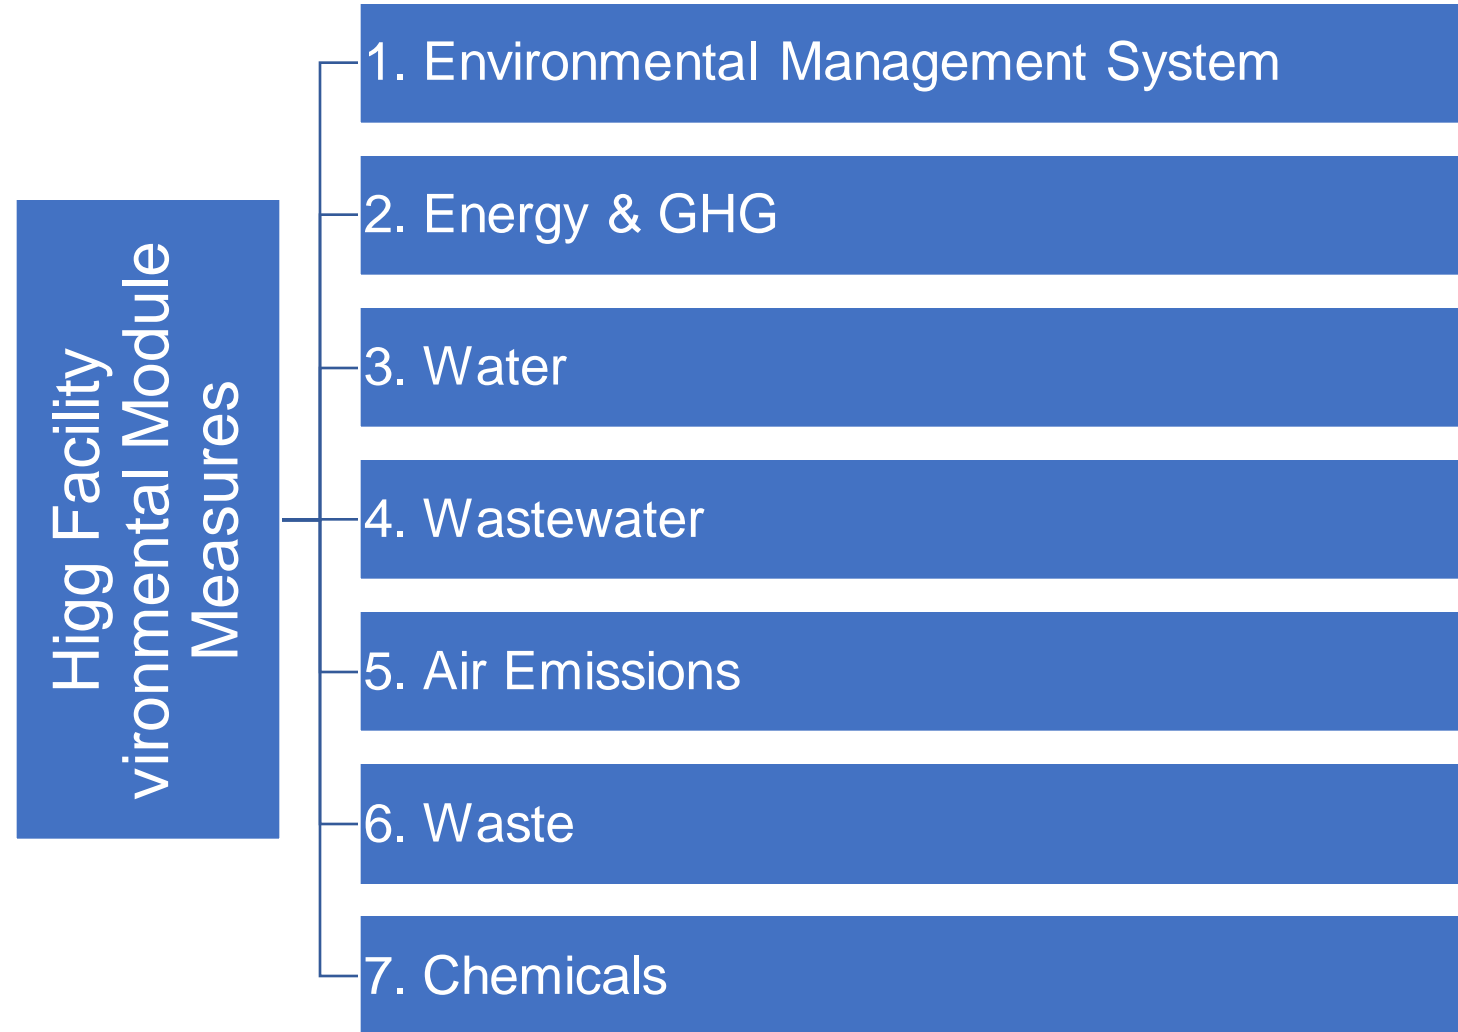 Higg Facility
vironmental Module
Measures
1. Environmental Management System
2. Energy & GHG
3. Water
4. Wastewater
5. Air Emissions
6. Waste
7. Chemicals